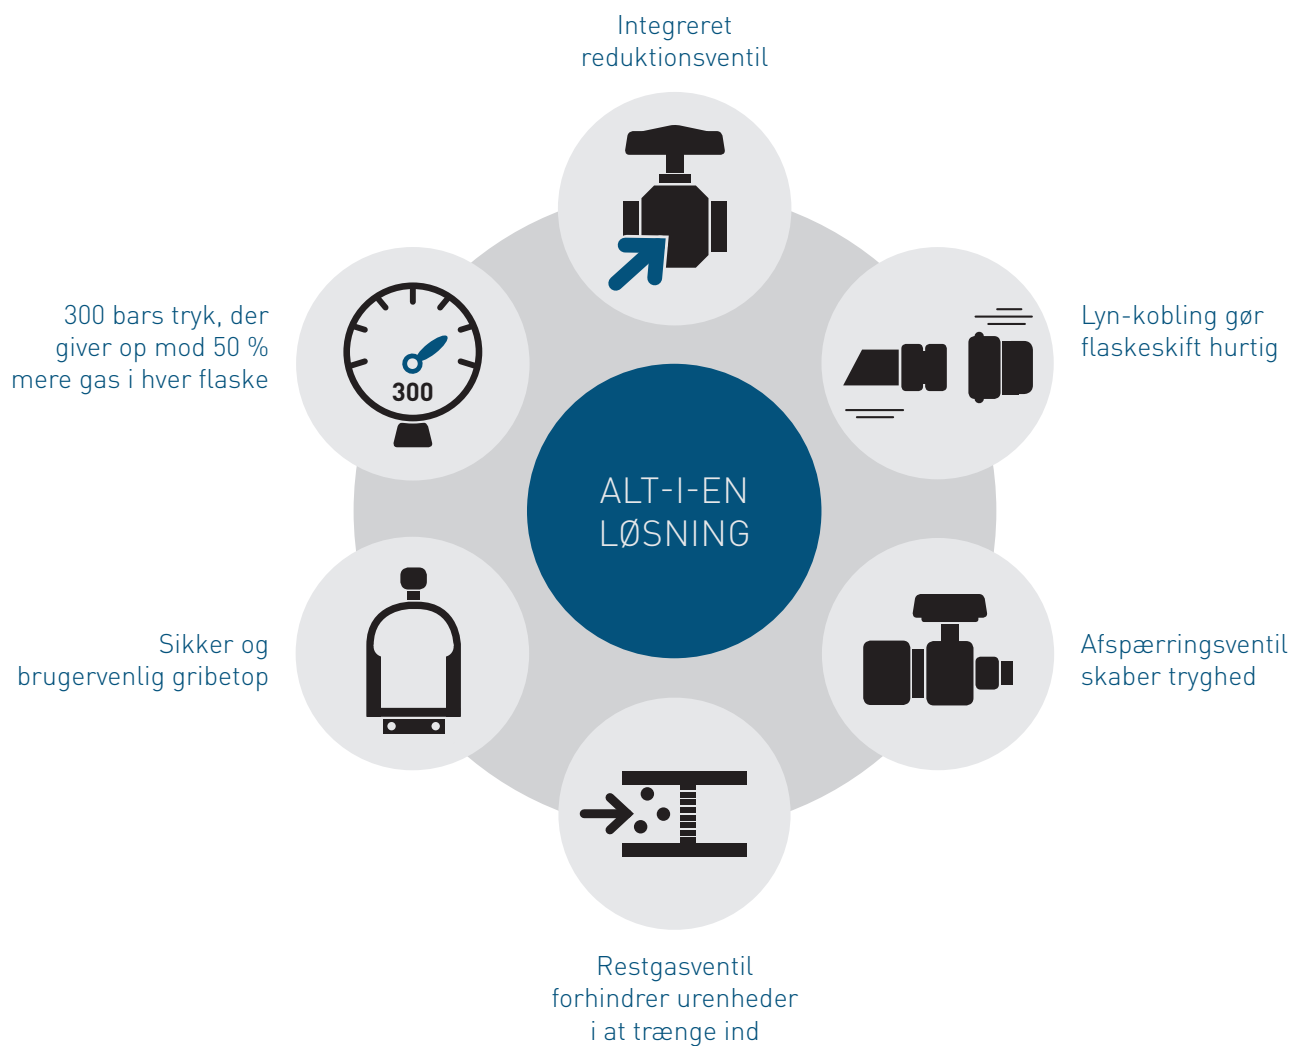 Integreret
reduktionsventil
300 bars tryk, der
giver op mod 50 %
mere gas i hver flaske
300
Lyn-kobling gør
flaskeskift hurtig
ALT-I-EN
LØSNING
Sikker og
brugervenlig gribetop
Afspærringsventil
skaber tryghed
Restgasventil
forhindrer urenheder
i at trænge ind